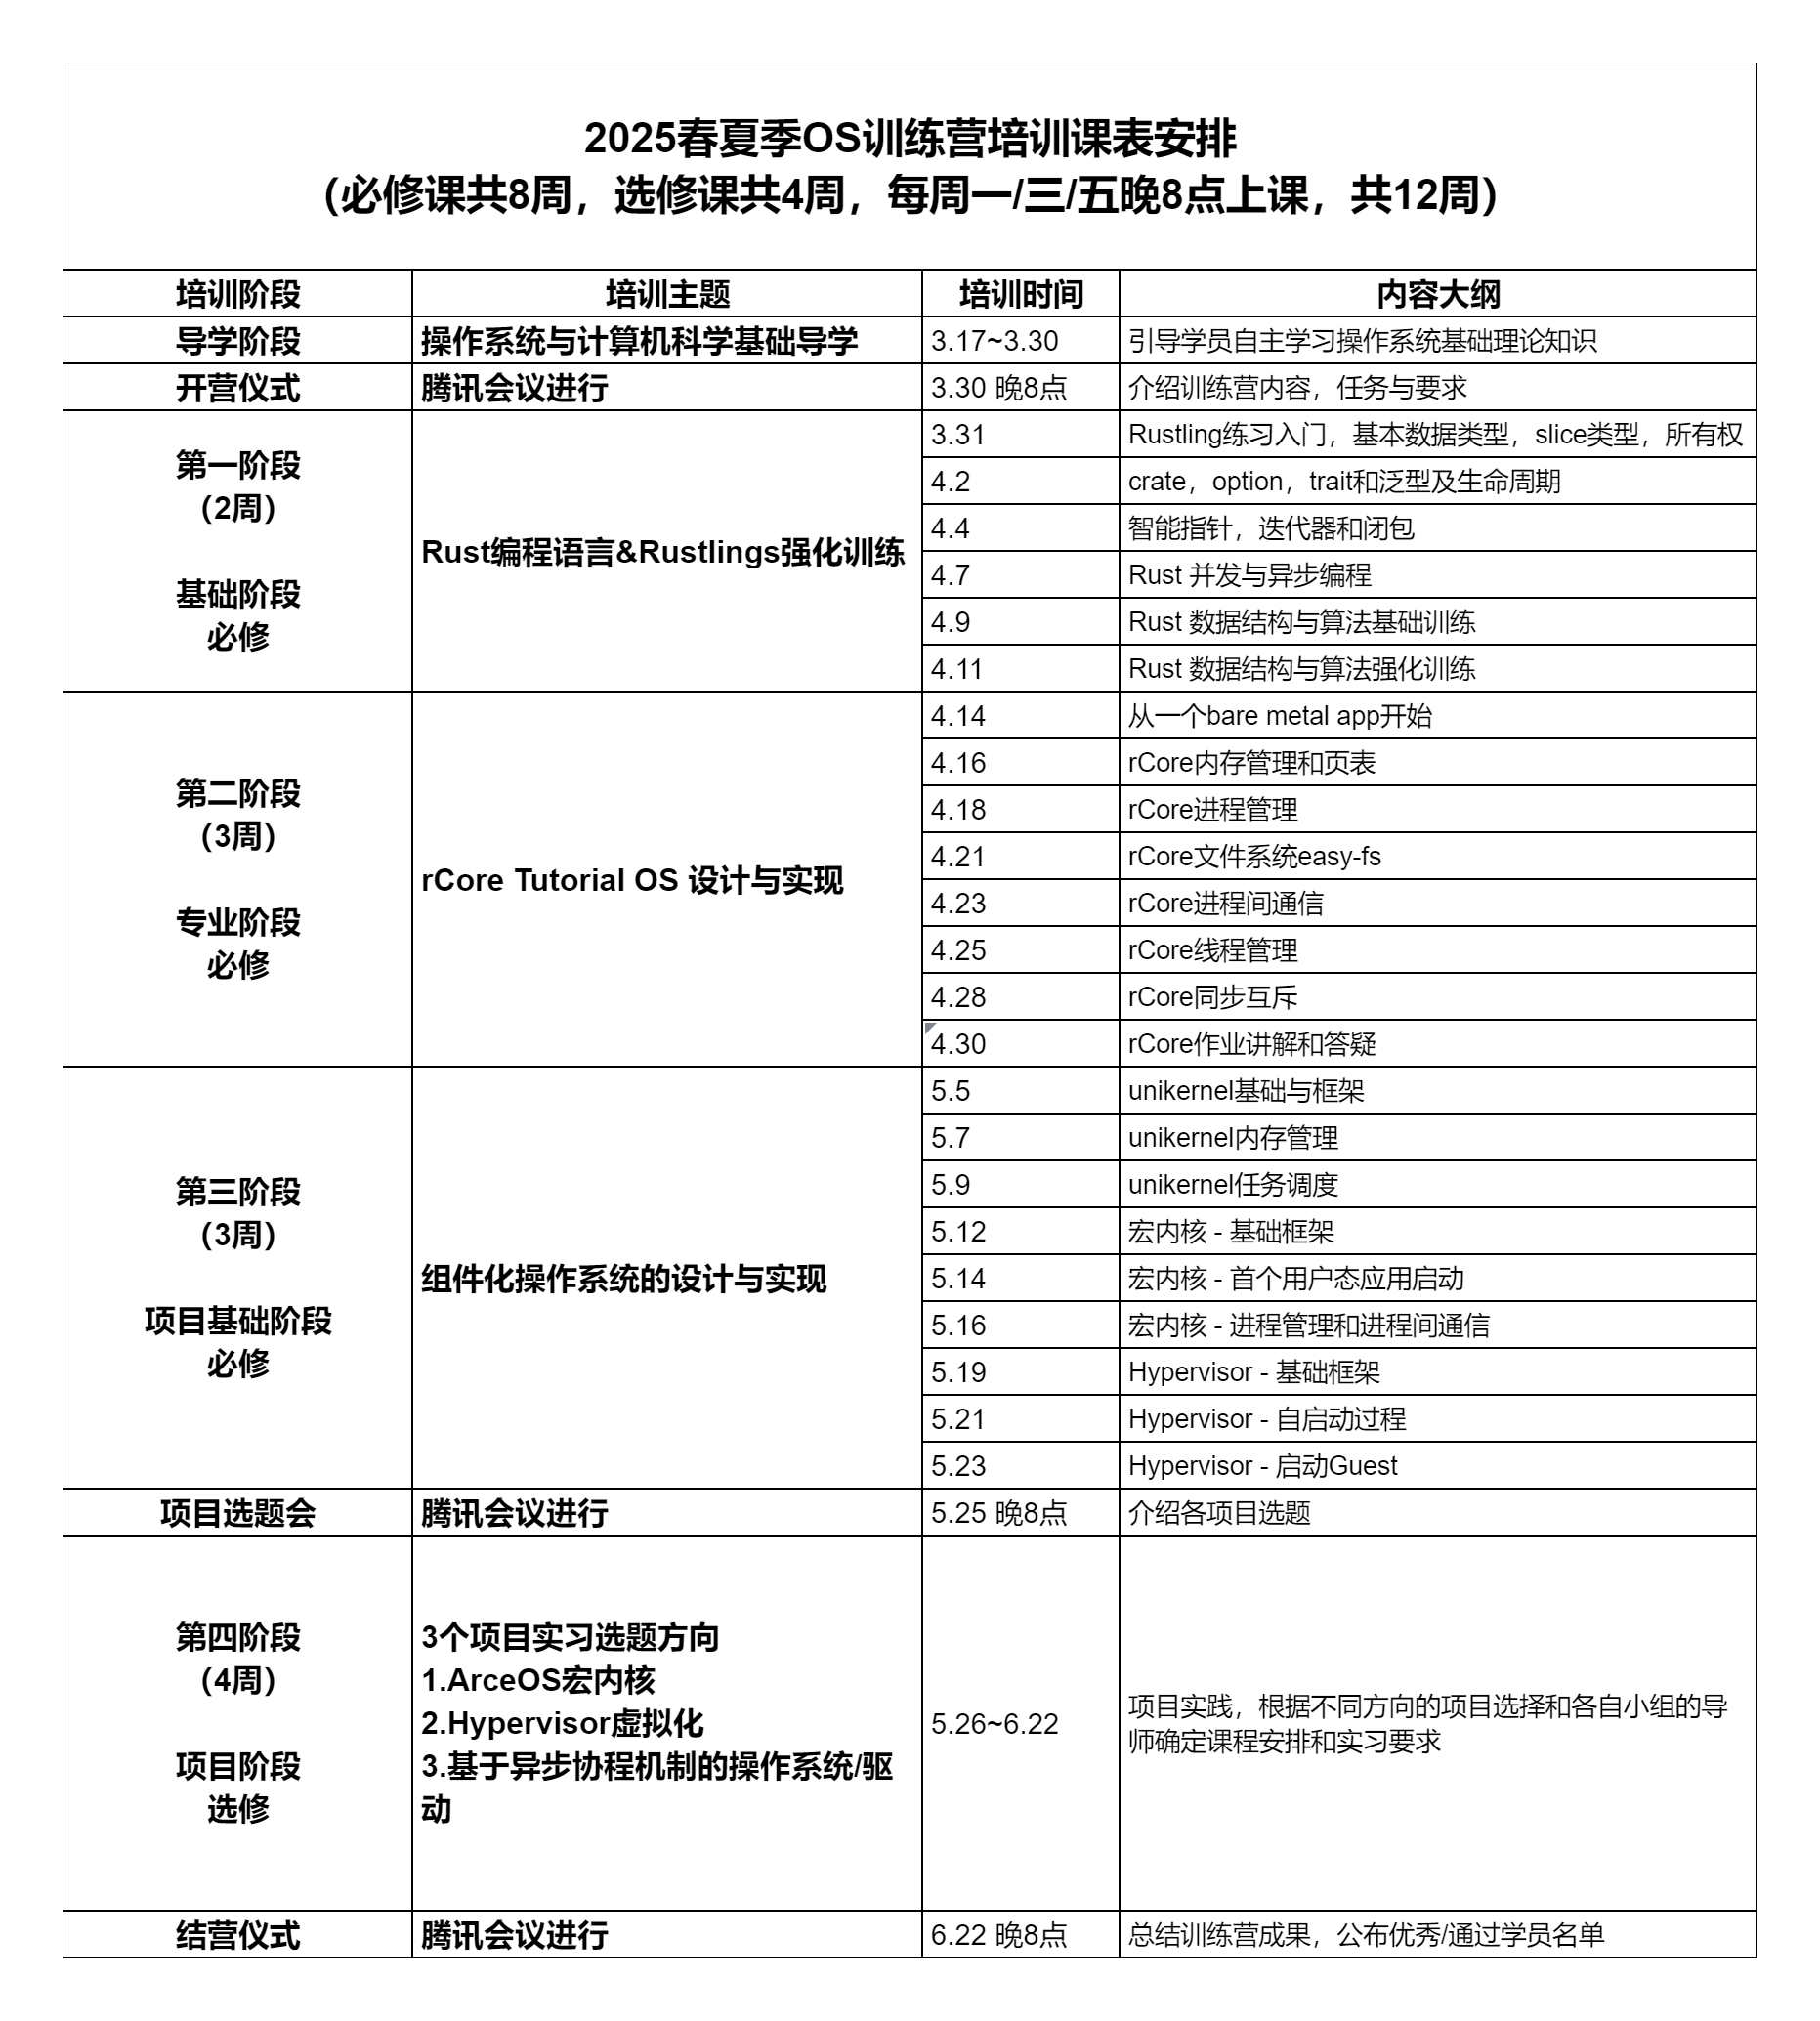 2025春夏季OS训练营培训课表安排
（必修课共8周，选修课共4周，每周一/三/五晚8点上课，共12周）
培训阶段 培训主题 培训时间 内容大纲
导学阶段 操作系统与计算机科学基础导学 3.17~3.30 引导学员自主学习操作系统基础理论知识
开营仪式 腾讯会议进行 3.30 晚8点 介绍训练营内容，任务与要求
第一阶段
（2周）
基础阶段
必修
Rust编程语言&Rustlings强化训练
3.31 Rustling练习入门，基本数据类型，slice类型，所有权
4.2 crate，option，trait和泛型及生命周期
4.4 智能指针，迭代器和闭包
4.7 Rust 并发与异步编程
4.9 Rust 数据结构与算法基础训练
4.11 Rust 数据结构与算法强化训练
第二阶段
（3周）
专业阶段
必修
rCore Tutorial OS 设计与实现
4.14 从一个bare metal app开始
4.16 rCore内存管理和页表
4.18 rCore进程管理
4.21 rCore文件系统easy-fs
4.23 rCore进程间通信
4.25 rCore线程管理
4.28 rCore同步互斥
4.30 rCore作业讲解和答疑
第三阶段
（3周）
项目基础阶段
必修
组件化操作系统的设计与实现
5.5 unikernel基础与框架
5.7 unikernel内存管理
5.9 unikernel任务调度
5.12 宏内核 - 基础框架
5.14 宏内核 - 首个用户态应用启动
5.16 宏内核 - 进程管理和进程间通信
5.19 Hypervisor - 基础框架
5.21 Hypervisor - 自启动过程
5.23 Hypervisor - 启动Guest
项目选题会 腾讯会议进行 5.25 晚8点 介绍各项目选题
第四阶段
（4周）
项目阶段
选修
3个项目实习选题方向
1.ArceOS宏内核
2.Hypervisor虚拟化
3.基于异步协程机制的操作系统/驱
动
5.26~6.22
项目实践，根据不同方向的项目选择和各自小组的导
师确定课程安排和实习要求
结营仪式 腾讯会议进行 6.22 晚8点 总结训练营成果，公布优秀/通过学员名单